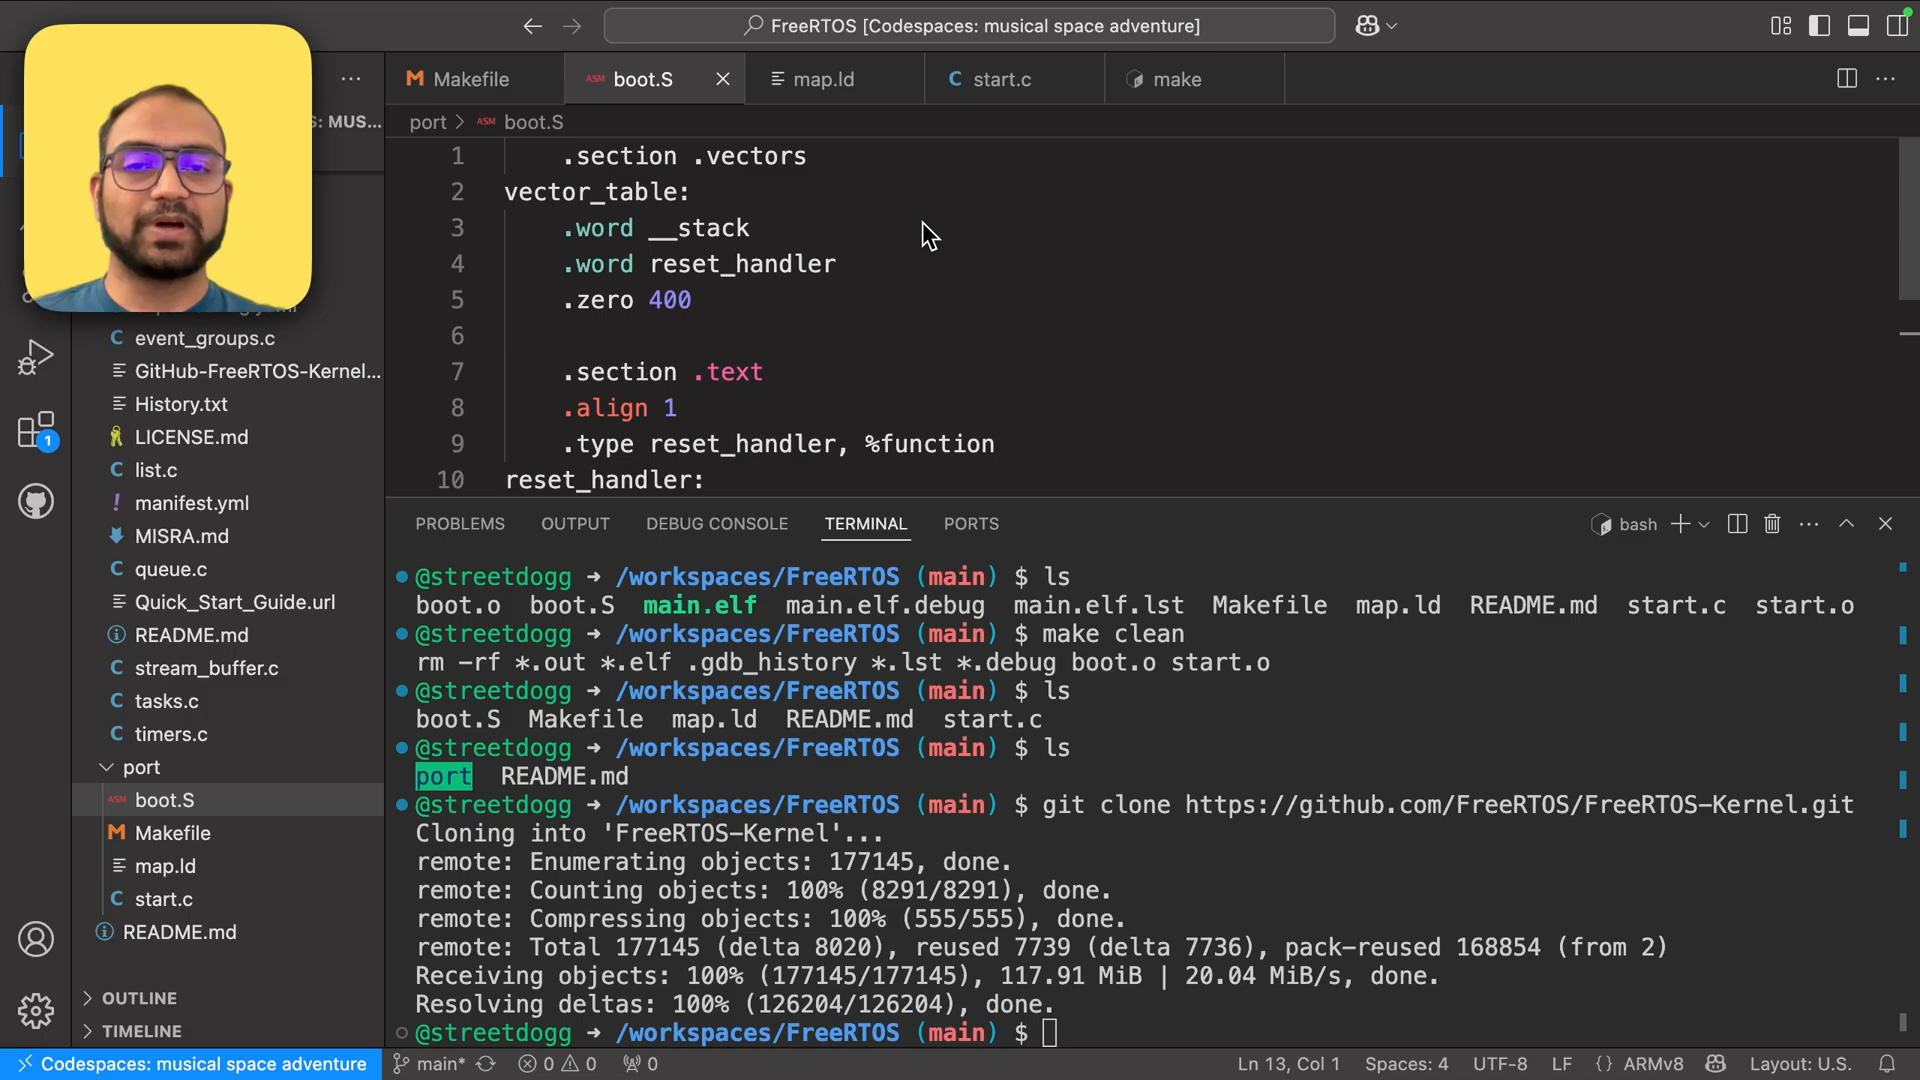 FreeRTOS [Codespaces: musical space adventure]
Makefile
boot.S
map.ld
start.c
make
S: MUS...
port > boot.S
1 .section .vectors
2 vector_table:
3 .word __stack
4 .word reset_handler
5 .zero 400
6
7 .section .text
8 .align 1
9 .type reset_handler, %function
10 reset_handler:
event_groups.c
GitHub-FreeRTOS-Kernel...
History.txt
LICENSE.md
list.c
manifest.yml
MISRA.md
queue.c
Quick_Start_Guide.url
README.md
stream_buffer.c
tasks.c
timers.c
port
boot.S
Makefile
map.ld
start.c
README.md
OUTLINE
TIMELINE
1
PROBLEMS OUTPUT DEBUG CONSOLE TERMINAL PORTS
bash
@streetdogg → /workspaces/FreeRTOS (main) $ ls
boot.o boot.S main.elf main.elf.debug main.elf.lst Makefile map.ld README.md start.c start.o
@streetdogg → /workspaces/FreeRTOS (main) $ make clean
rm -rf *.out *.elf .gdb_history *.lst *.debug boot.o start.o
@streetdogg → /workspaces/FreeRTOS (main) $ ls
boot.S Makefile map.ld README.md start.c
@streetdogg → /workspaces/FreeRTOS (main) $ ls
port README.md
@streetdogg → /workspaces/FreeRTOS (main) $ git clone https://github.com/FreeRTOS/FreeRTOS-Kernel.git
Cloning into 'FreeRTOS-Kernel'...
remote: Enumerating objects: 177145, done.
remote: Counting objects: 100% (8291/8291), done.
remote: Compressing objects: 100% (555/555), done.
remote: Total 177145 (delta 8020), reused 7739 (delta 7736), pack-reused 168854 (from 2)
Receiving objects: 100% (177145/177145), 117.91 MiB | 20.04 MiB/s, done.
Resolving deltas: 100% (126204/126204), done.
@streetdogg → /workspaces/FreeRTOS (main) $
Codespaces: musical space adventure main* 0 0 0 Ln 13, Col 1 Spaces: 4 UTF-8 LF {} ARMv8 Layout: U.S.